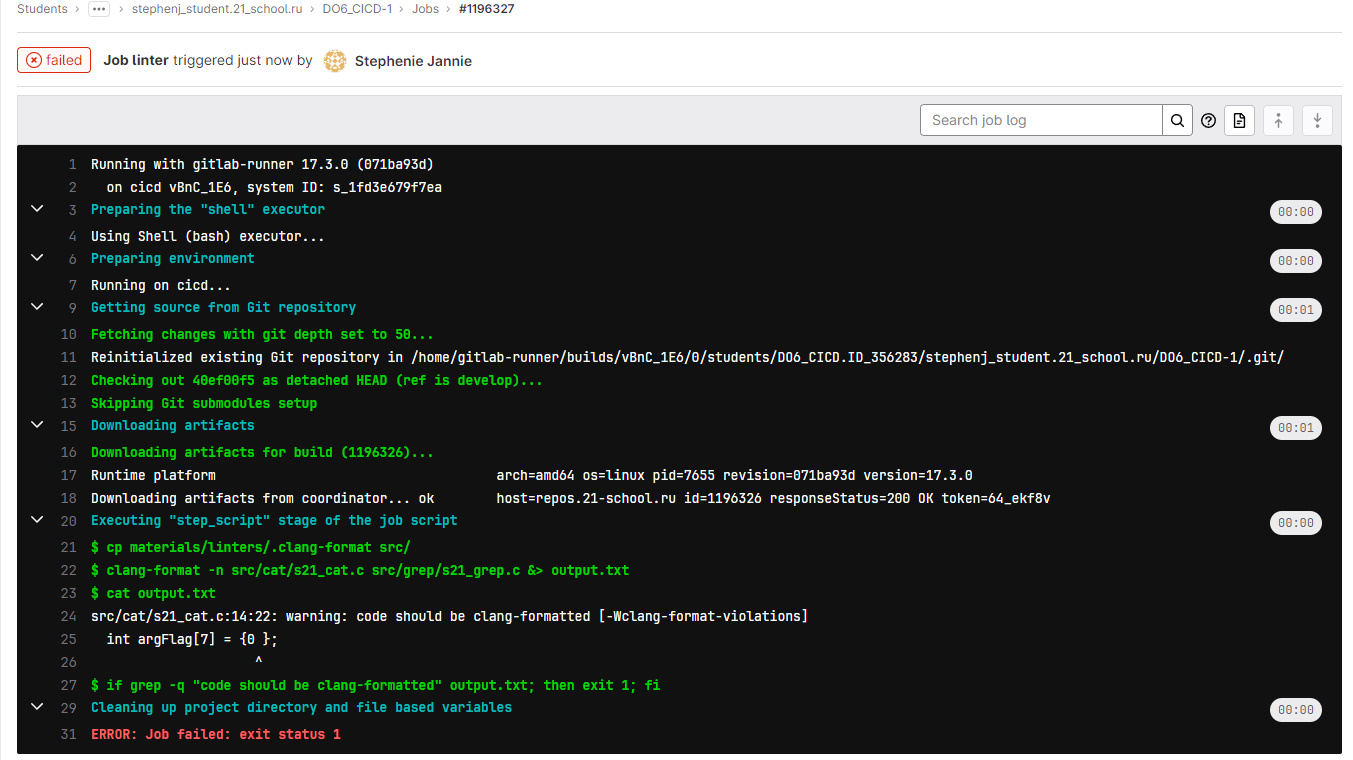 Students › ••• › stephenj_student.21_school.ru › DO6_CICD-1 › Jobs › #1196327
failed Job linter triggered just now by Stephenie Jannie
Search job log
1 Running with gitlab-runner 17.3.0 (071ba93d)
2 on cicd vBnC_1E6, system ID: s_1fd3e679f7ea
3 Preparing the "shell" executor 00:00
4 Using Shell (bash) executor...
6 Preparing environment 00:00
7 Running on cicd...
9 Getting source from Git repository 00:01
10 Fetching changes with git depth set to 50...
11 Reinitialized existing Git repository in /home/gitlab-runner/builds/vBnC_1E6/0/students/DO6_CICD.ID_356283/stephenj_student.21_school.ru/DO6_CICD-1/.git/
12 Checking out 40ef00f5 as detached HEAD (ref is develop)...
13 Skipping Git submodules setup
15 Downloading artifacts 00:01
16 Downloading artifacts for build (1196326)...
17 Runtime platform arch=amd64 os=linux pid=7655 revision=071ba93d version=17.3.0
18 Downloading artifacts from coordinator... ok host=repos.21-school.ru id=1196326 responseStatus=200 OK token=64_ekf8v
20 Executing "step_script" stage of the job script 00:00
21 $ cp materials/linters/.clang-format src/
22 $ clang-format -n src/cat/s21_cat.c src/grep/s21_grep.c &> output.txt
23 $ cat output.txt
24 src/cat/s21_cat.c:14:22: warning: code should be clang-formatted [-Wclang-format-violations]
25 int argFlag[7] = {0 };
26 ^
27 $ if grep -q "code should be clang-formatted" output.txt; then exit 1; fi
29 Cleaning up project directory and file based variables 00:00
31 ERROR: Job failed: exit status 1